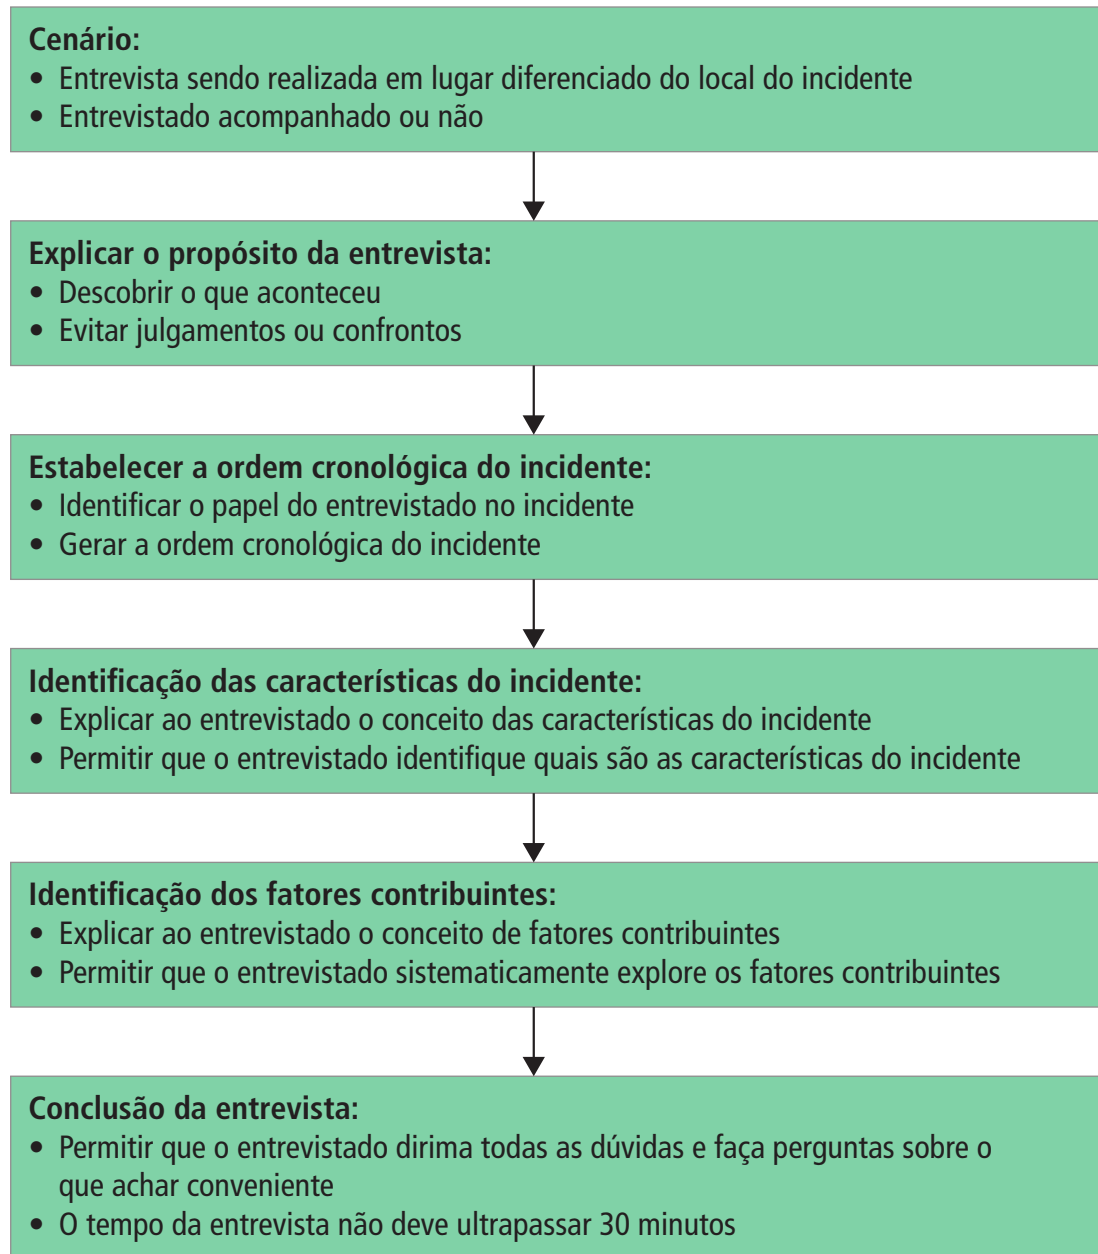 Cenário:
• Entrevista sendo realizada em lugar diferenciado do local do incidente
• Entrevistado acompanhado ou não
Explicar o propósito da entrevista:
• Descobrir o que aconteceu
• Evitar julgamentos ou confrontos
Estabelecer a ordem cronológica do incidente:
• Identificar o papel do entrevistado no incidente
• Gerar a ordem cronológica do incidente
Identificação das características do incidente:
• Explicar ao entrevistado o conceito das características do incidente
• Permitir que o entrevistado identifique quais são as características do incidente
Identificação dos fatores contribuintes:
• Explicar ao entrevistado o conceito de fatores contribuintes
• Permitir que o entrevistado sistematicamente explore os fatores contribuintes
Conclusão da entrevista:
• Permitir que o entrevistado dirima todas as dúvidas e faça perguntas sobre o
que achar conveniente
• O tempo da entrevista não deve ultrapassar 30 minutos